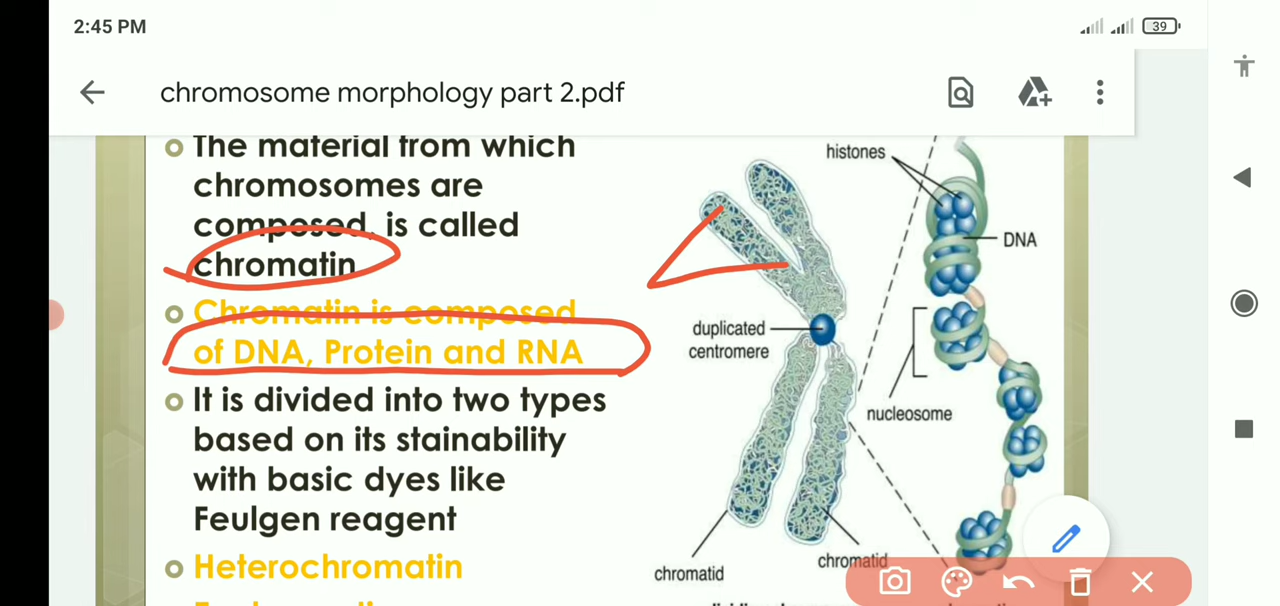 2:45 PM
39
chromosome morphology part 2.pdf
The material from which
chromosomes are
composed, is called
chromatin
Chromatin is composed
of DNA, Protein and RNA
It is divided into two types
based on its stainability
with basic dyes like
Feulgen reagent
Heterochromatin
histones
DNA
duplicated
centromere
nucleosome
chromatid
chromatid